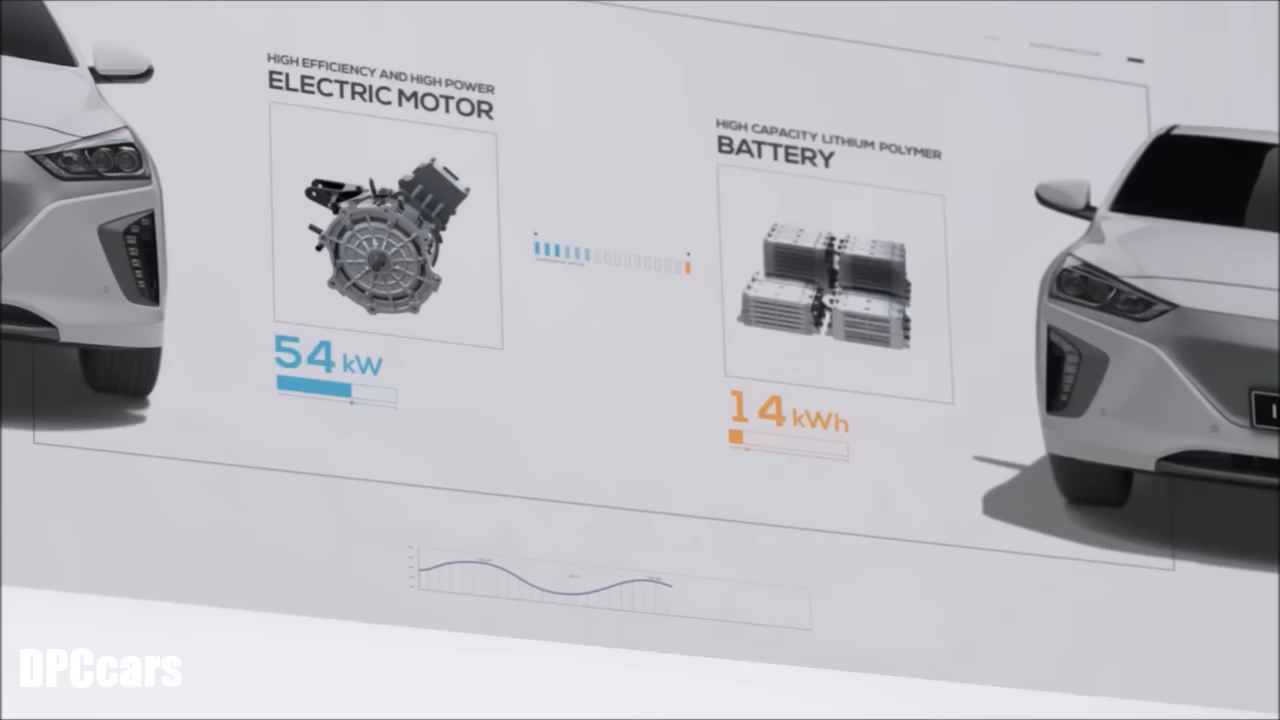 HIGH EFFICIENCY AND HIGH POWER
ELECTRIC MOTOR
54 kW
HIGH CAPACITY LITHIUM POLYMER
BATTERY
14 kWh
DPCcars